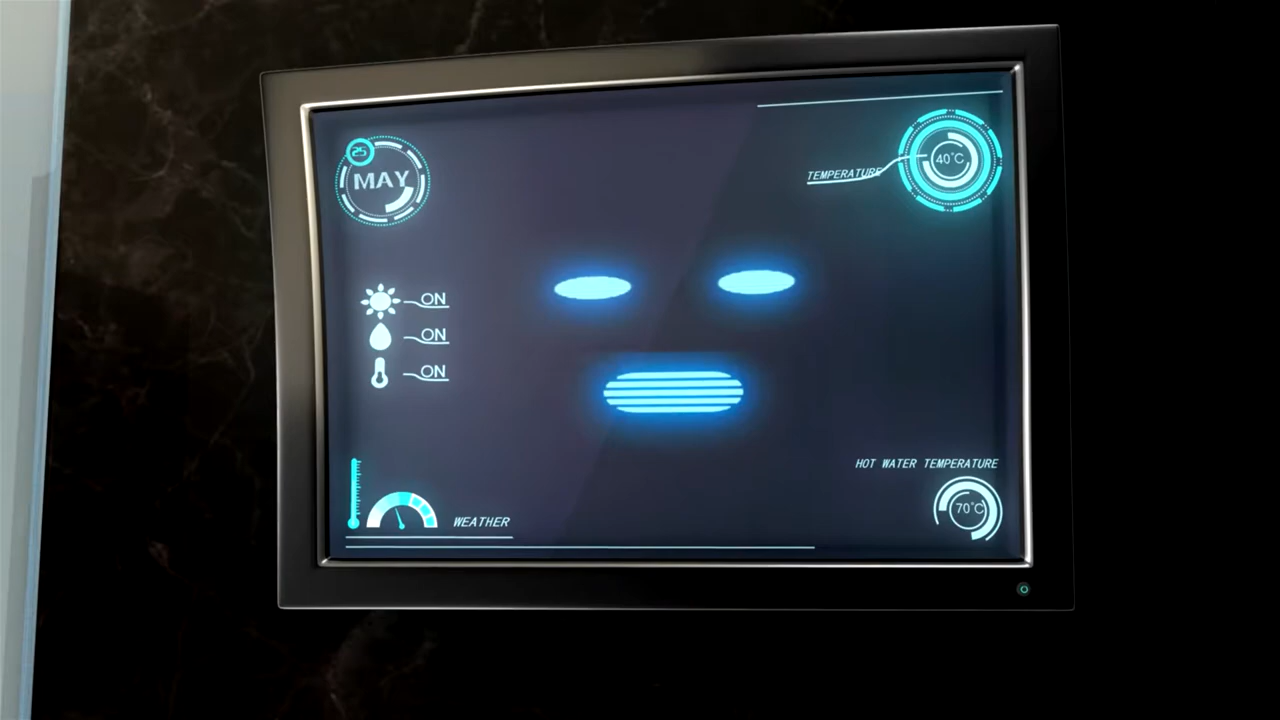 25
MAY
TEMPERATURE
40°C
ON
ON
ON
WEATHER
HOT WATER TEMPERATURE
70°C